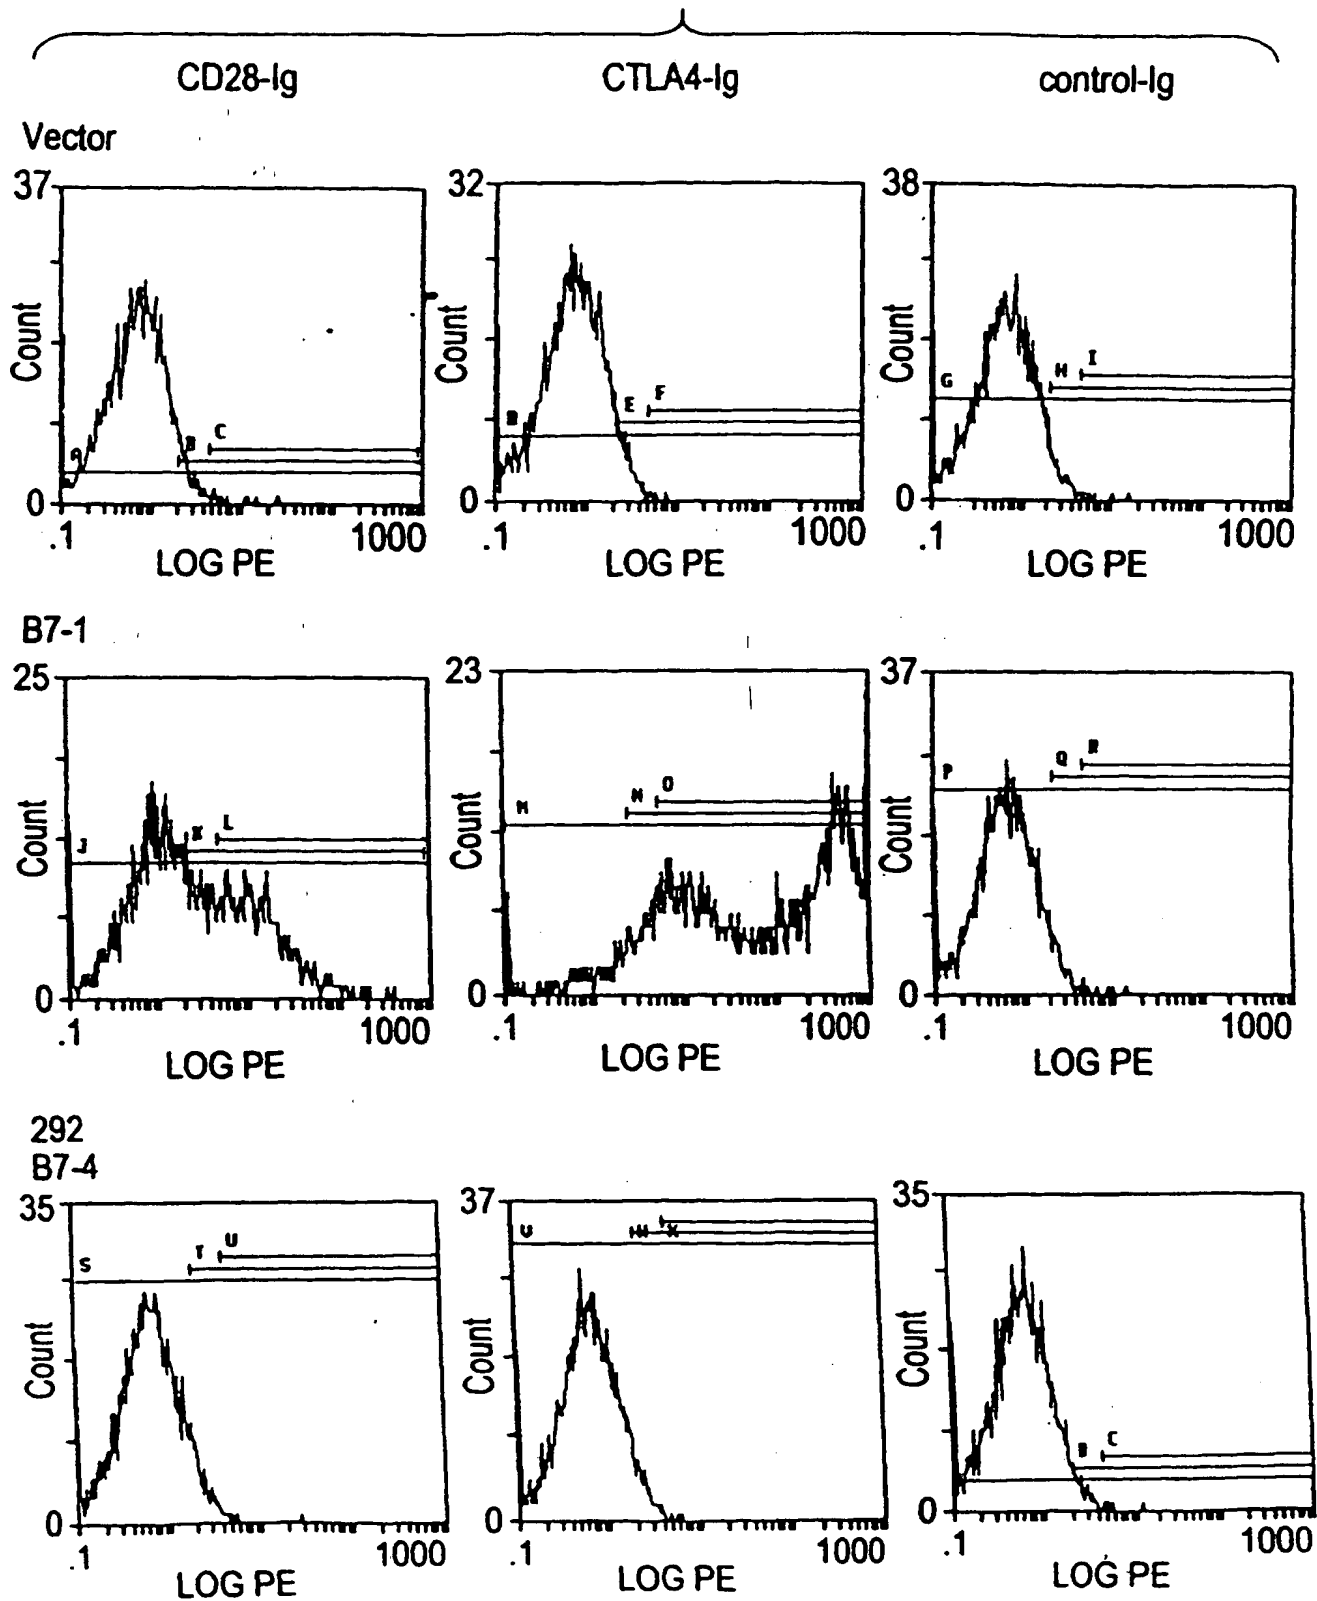 CD28-Ig CTLA4-Ig control-Ig
Vector
37 32 38
Count Count Count
A B C E F G H I
0 0 0
.1 1000 .1 1000 .1 1000
LOG PE LOG PE LOG PE
B7-1
25 23 37
Count Count Count
J L M N O P Q R
0 0 0
.1 1000 .1 1000 .1 1000
LOG PE LOG PE LOG PE
292
B7-4
35 37 35
Count Count Count
S T U X B C
0 0 0
.1 1000 .1 1000 .1 1000
LOG PE LOG PE LOG PE